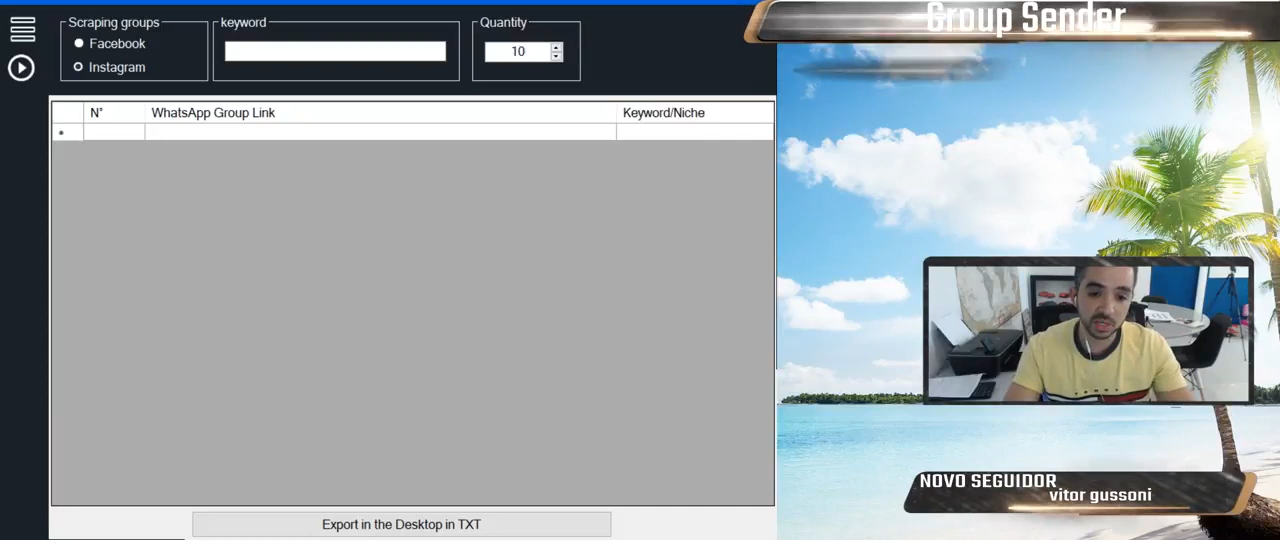 Scraping groups
Facebook
Instagram
keyword
Quantity
10
Group Sender
N° WhatsApp Group Link Keyword/Niche
Export in the Desktop in TXT
NOVO SEGUIDOR
vitor gussoni